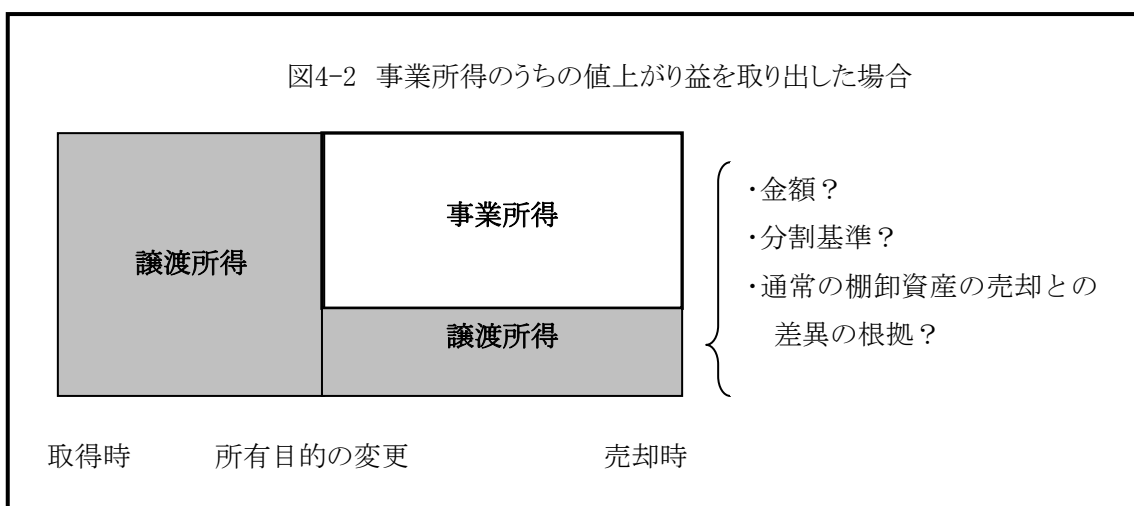 図4-2 事業所得のうちの値上がり益を取り出した場合
譲渡所得
事業所得
譲渡所得
・金額？
・分割基準？
・通常の棚卸資産の売却との
差異の根拠？
取得時 所有目的の変更 売却時